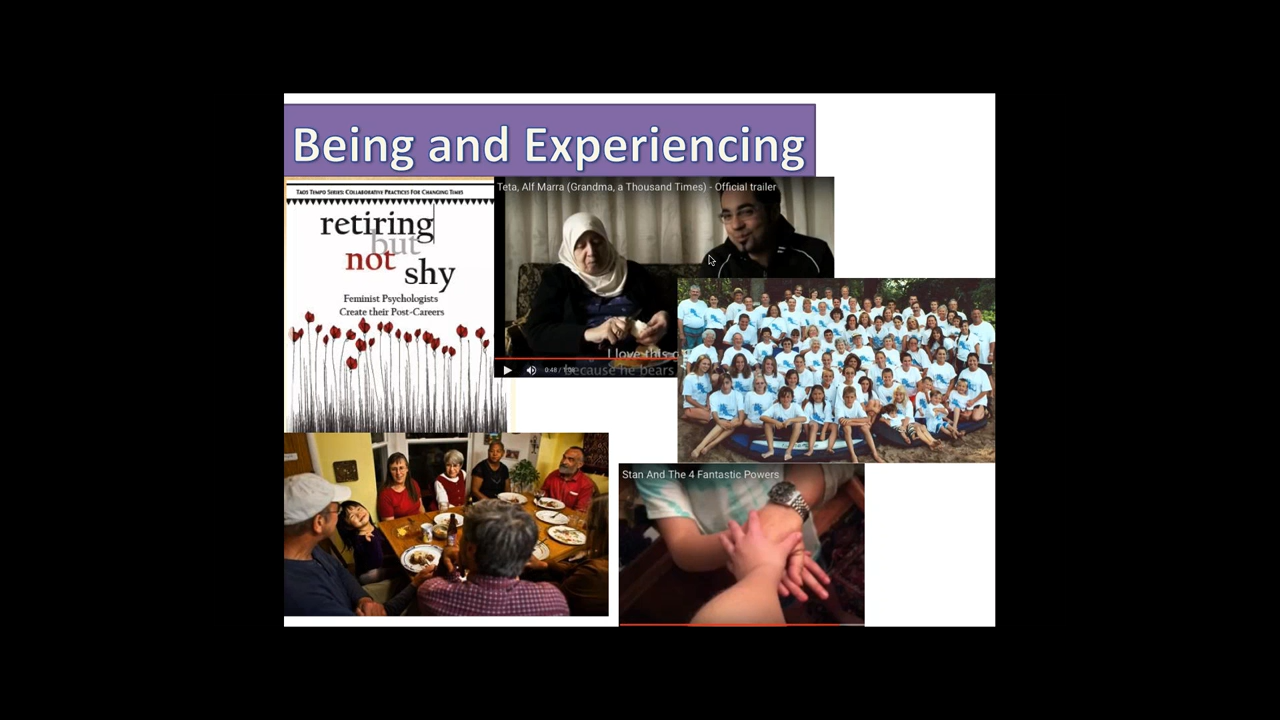 Being and Experiencing
TAOS TEMPO SERIES: COLLABORATIVE PRACTICES FOR CHANGING TIMES
retiring
but
not
shy
Feminist Psychologists
Create their Post-Careers
Teta, Alf Marra (Grandma, a Thousand Times) - Official trailer
I love this
because he bears
0:48 /
Stan And The 4 Fantastic Powers